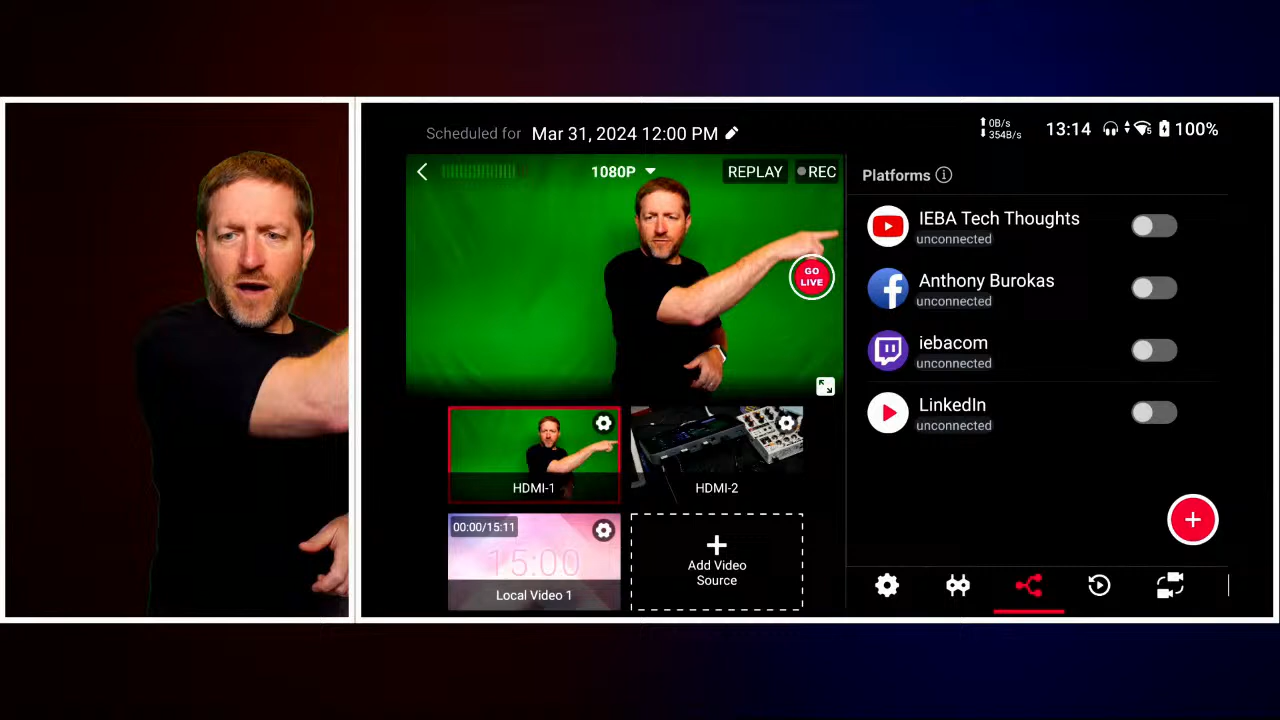 Scheduled for Mar 31, 2024 12:00 PM
0B/s
354B/s
13:14
5
100%
1080P
REPLAY
REC
GO
LIVE
HDMI-1
HDMI-2
00:00/15:11
15:00
Local Video 1
Add Video
Source
Platforms
IEBA Tech Thoughts
unconnected
Anthony Burokas
unconnected
iebacom
unconnected
LinkedIn
unconnected